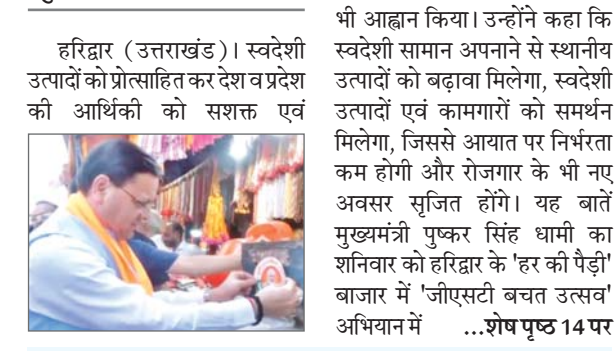 हरिद्वार (उत्तराखंड)। स्वदेशी
उत्पादों को प्रोत्साहित कर देश व प्रदेश
की आर्थिकी को सशक्त एवं
भी आह्वान किया। उन्होंने कहा कि
स्वदेशी सामान अपनाने से स्थानीय
उत्पादों को बढ़ावा मिलेगा, स्वदेशी
उत्पादों एवं कामगारों को समर्थन
मिलेगा, जिससे आयात पर निर्भरता
कम होगी और रोजगार के भी नए
अवसर सृजित होंगे। यह बातें
मुख्यमंत्री पुष्कर सिंह धामी का
शनिवार को हरिद्वार के 'हर की पैड़ी'
बाजार में 'जीएसटी बचत उत्सव'
अभियान में ...शेष पृष्ठ 14 पर